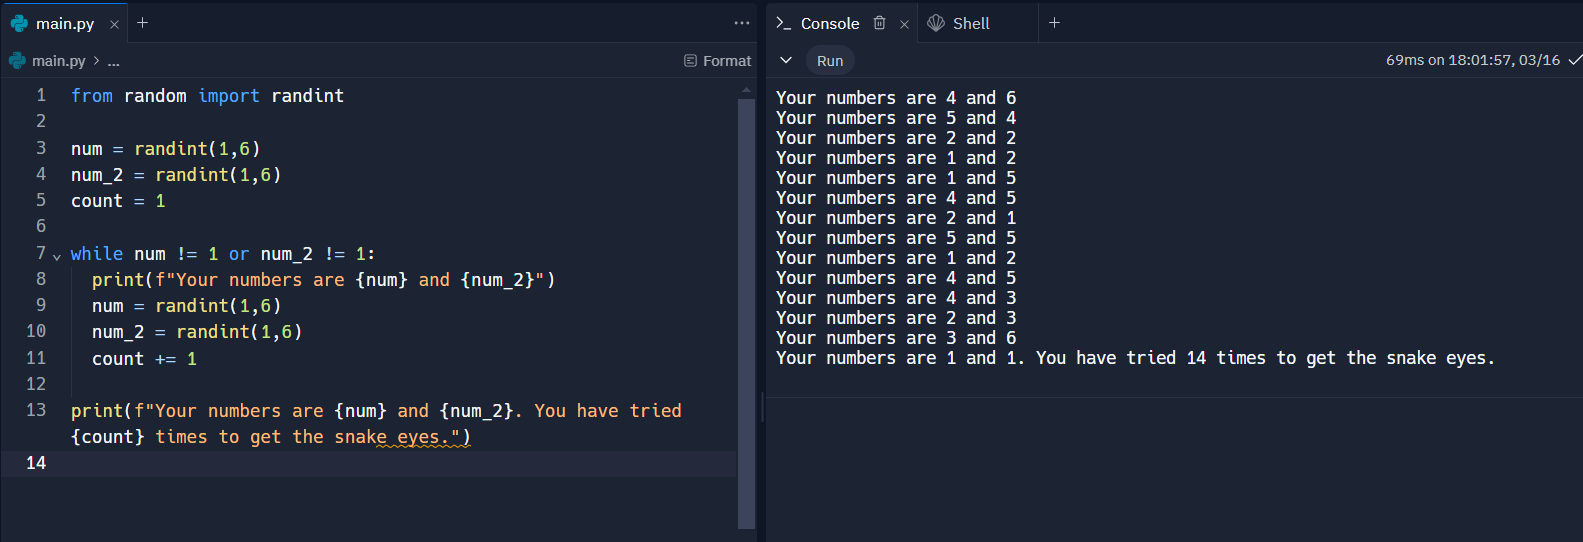 main.py × +
main.py > ...
Format
1 from random import randint
2
3 num = randint(1,6)
4 num_2 = randint(1,6)
5 count = 1
6
7 while num != 1 or num_2 != 1:
8 print(f"Your numbers are {num} and {num_2}")
9 num = randint(1,6)
10 num_2 = randint(1,6)
11 count += 1
12
13 print(f"Your numbers are {num} and {num_2}. You have tried
{count} times to get the snake eyes.")
14
Console × Shell +
Run
69ms on 18:01:57, 03/16
Your numbers are 4 and 6
Your numbers are 5 and 4
Your numbers are 2 and 2
Your numbers are 1 and 2
Your numbers are 1 and 5
Your numbers are 4 and 5
Your numbers are 2 and 1
Your numbers are 5 and 5
Your numbers are 1 and 2
Your numbers are 4 and 5
Your numbers are 4 and 3
Your numbers are 2 and 3
Your numbers are 3 and 6
Your numbers are 1 and 1. You have tried 14 times to get the snake eyes.